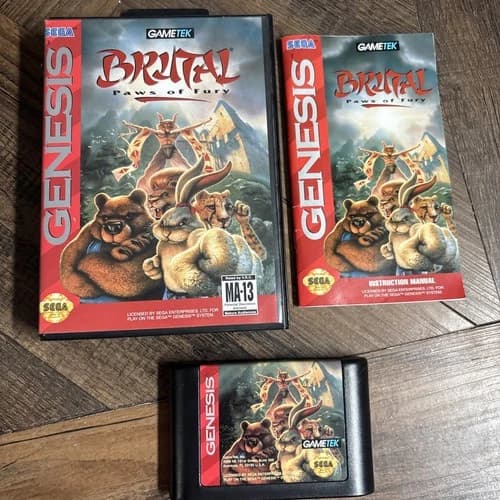 SEGA
GAMETEK
GENESIS
BRUTAL
Paws of Fury
MA-13
SEGA
LICENSED BY SEGA ENTERPRISES LTD. FOR
PLAY ON THE SEGA™ GENESIS™ SYSTEM.
SEGA
GAMETEK
GENESIS
BRUTAL
Paws of Fury
INSTRUCTION MANUAL
SEGA
LICENSED BY SEGA ENTERPRISES LTD. FOR
PLAY ON THE SEGA™ GENESIS™ SYSTEM.
GENESIS
GAMETEK
SEGA